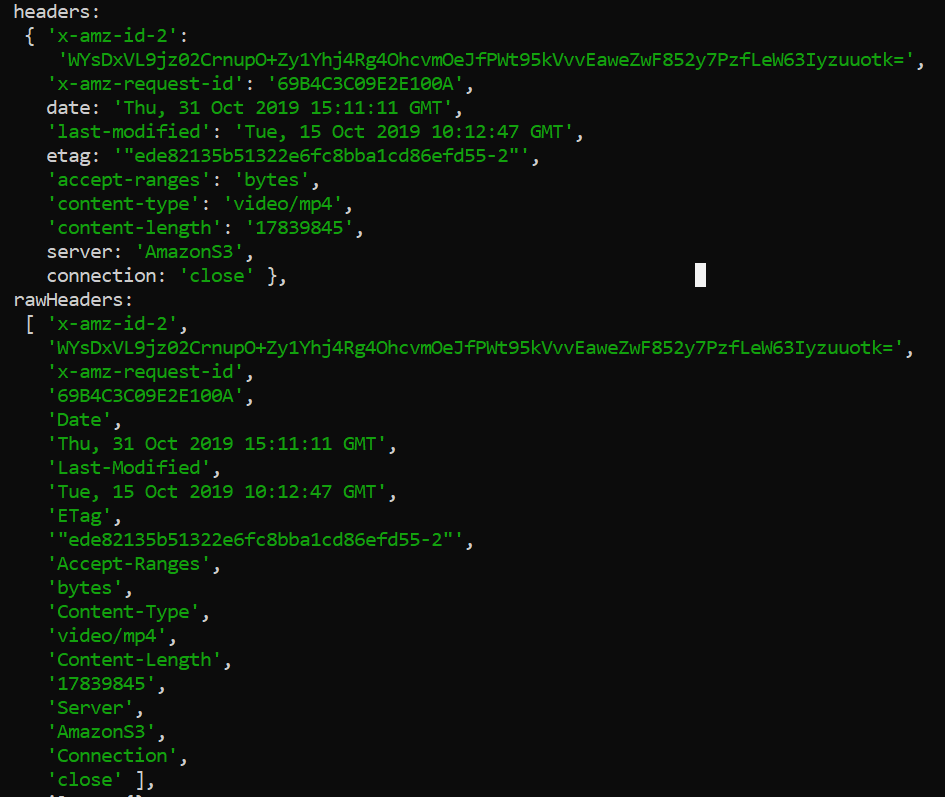 headers:
{ 'x-amz-id-2':
'WYsDxVL9jz02CrnupO+Zy1Yhj4Rg4OhcvmOeJfPWt95kVvvEaweZwF852y7PzfLeW63Iyzuuotk=',
'x-amz-request-id': '69B4C3C09E2E100A',
date: 'Thu, 31 Oct 2019 15:11:11 GMT',
'last-modified': 'Tue, 15 Oct 2019 10:12:47 GMT',
etag: '"ede82135b51322e6fc8bba1cd86efd55-2"',
'accept-ranges': 'bytes',
'content-type': 'video/mp4',
'content-length': '17839845',
server: 'AmazonS3',
connection: 'close' },
rawHeaders:
[ 'x-amz-id-2',
'WYsDxVL9jz02CrnupO+Zy1Yhj4Rg4OhcvmOeJfPWt95kVvvEaweZwF852y7PzfLeW63Iyzuuotk=',
'x-amz-request-id',
'69B4C3C09E2E100A',
'Date',
'Thu, 31 Oct 2019 15:11:11 GMT',
'Last-Modified',
'Tue, 15 Oct 2019 10:12:47 GMT',
'ETag',
'"ede82135b51322e6fc8bba1cd86efd55-2"',
'Accept-Ranges',
'bytes',
'Content-Type',
'video/mp4',
'Content-Length',
'17839845',
'Server',
'AmazonS3',
'Connection',
'close' ],